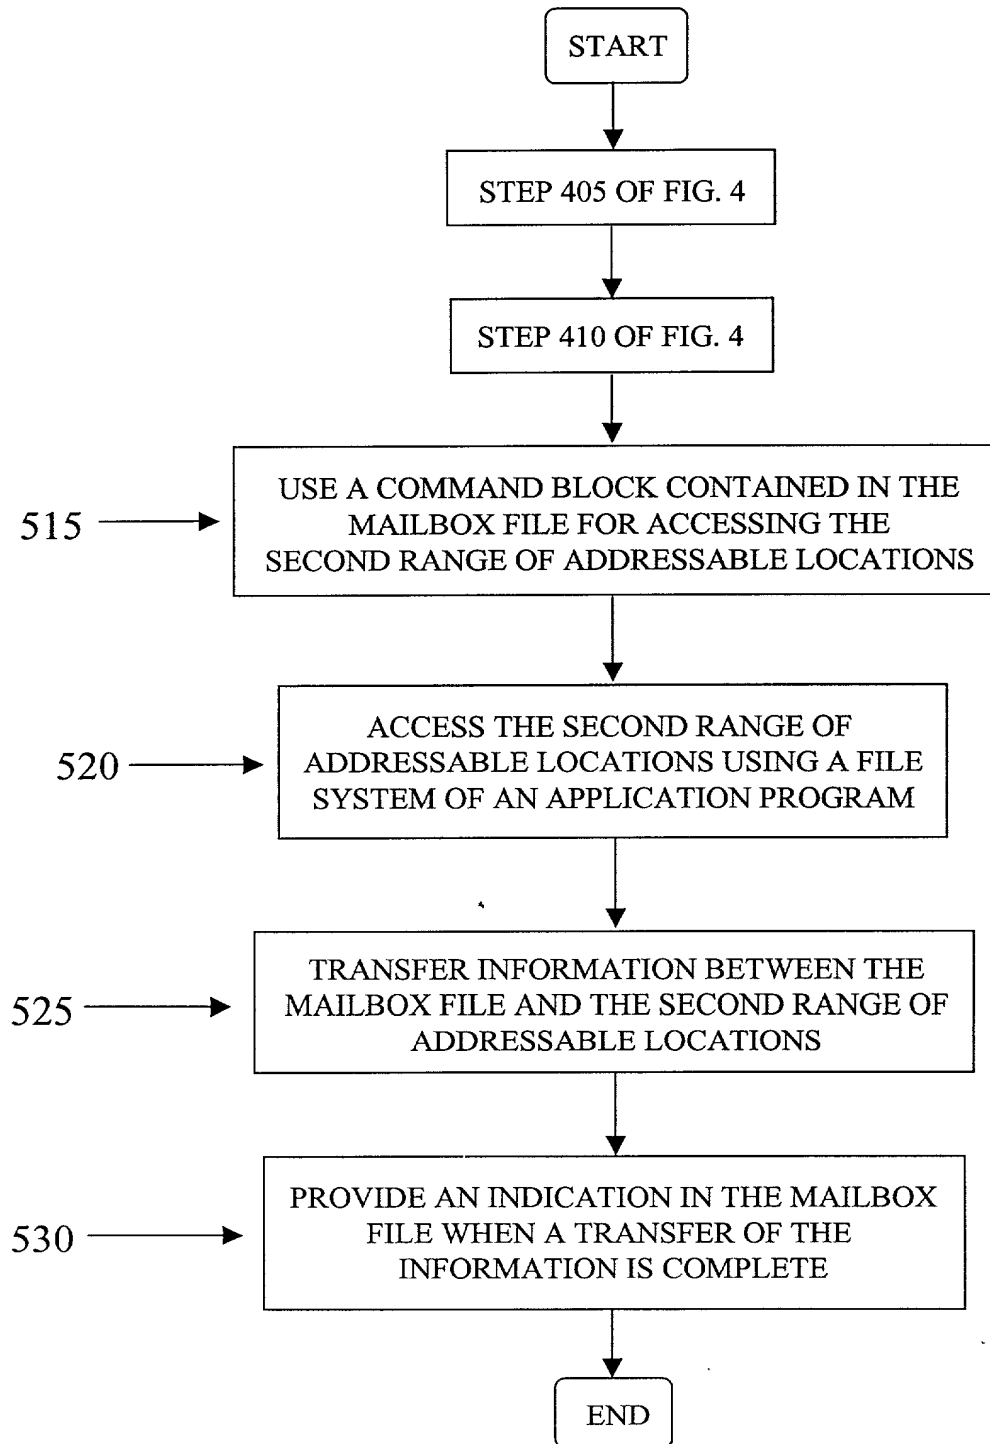 START
STEP 405 OF FIG. 4
STEP 410 OF FIG. 4
515
USE A COMMAND BLOCK CONTAINED IN THE
MAILBOX FILE FOR ACCESSING THE
SECOND RANGE OF ADDRESSABLE LOCATIONS
520
ACCESS THE SECOND RANGE OF
ADDRESSABLE LOCATIONS USING A FILE
SYSTEM OF AN APPLICATION PROGRAM
525
TRANSFER INFORMATION BETWEEN THE
MAILBOX FILE AND THE SECOND RANGE OF
ADDRESSABLE LOCATIONS
530
PROVIDE AN INDICATION IN THE MAILBOX
FILE WHEN A TRANSFER OF THE
INFORMATION IS COMPLETE
END